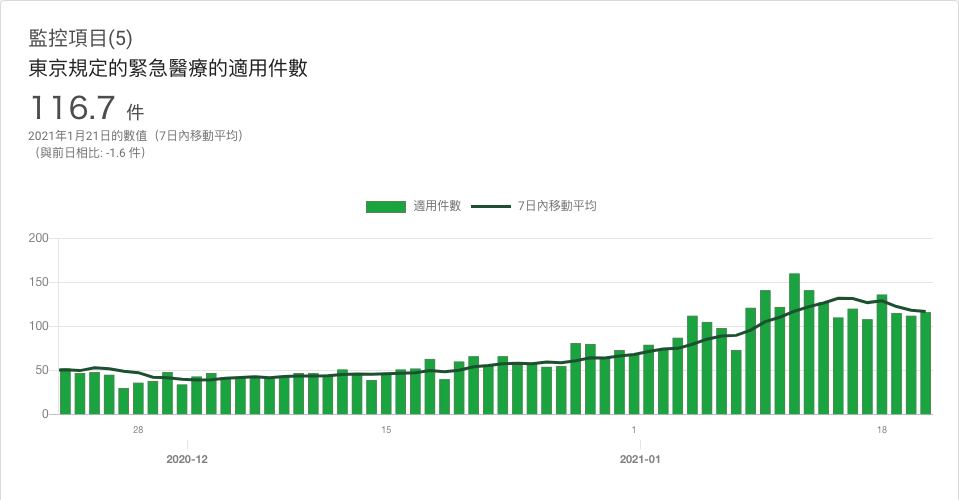 監控項目(5)
東京規定的緊急醫療的適用件數
116.7 件
2021年1月21日的數值（7日內移動平均）
（與前日相比: -1.6 件）
適用件數 7日內移動平均
200
150
100
50
0
28 15 1 18
2020-12 2021-01